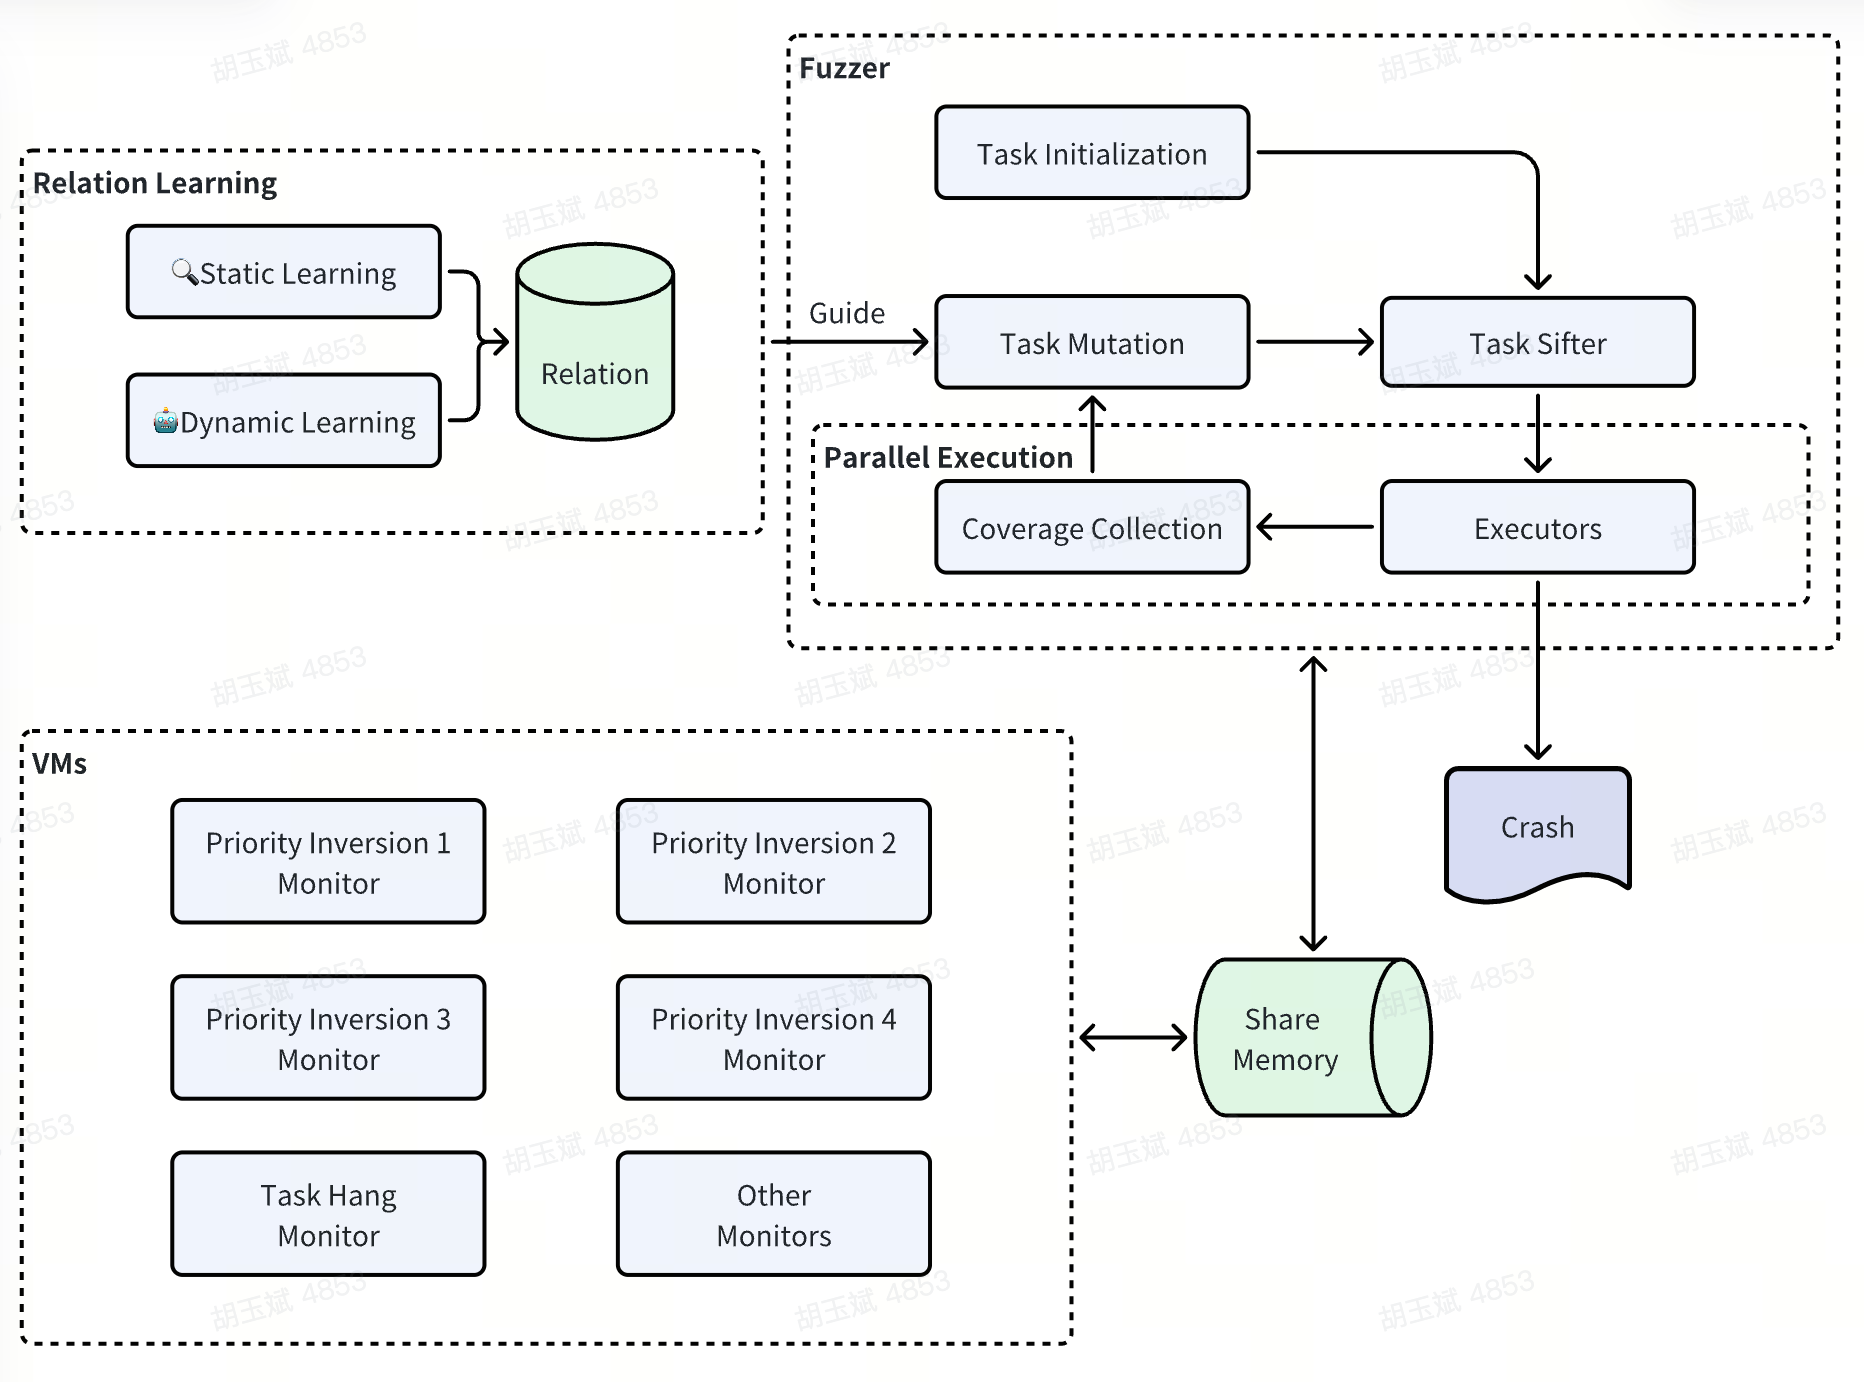 Fuzzer
Task Initialization
Relation Learning
🔍Static Learning
🤖Dynamic Learning
Relation
Guide
Task Mutation
Task Sifter
Parallel Execution
Coverage Collection
Executors
Crash
VMs
Priority Inversion 1
Monitor
Priority Inversion 2
Monitor
Priority Inversion 3
Monitor
Priority Inversion 4
Monitor
Task Hang
Monitor
Other
Monitors
Share
Memory
胡玉斌 4853